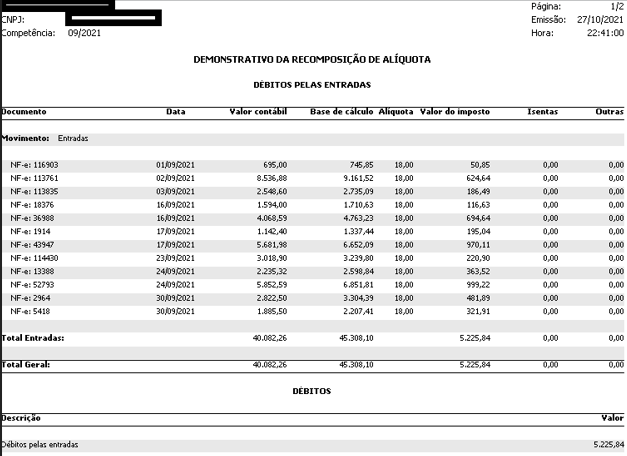 Página: 1/2
CNPJ: Emissão: 27/10/2021
Competência: 09/2021 Hora: 22:41:00
DEMONSTRATIVO DA RECOMPOSIÇÃO DE ALÍQUOTA
DÉBITOS PELAS ENTRADAS
Documento Data Valor contábil Base de cálculo Alíquota Valor do imposto Isentas Outras
Movimento: Entradas
NF-e: 116903 01/09/2021 695,00 745,85 18,00 50,85 0,00 0,00
NF-e: 113761 02/09/2021 8.536,88 9.161,52 18,00 624,64 0,00 0,00
NF-e: 113835 03/09/2021 2.548,60 2.735,09 18,00 186,49 0,00 0,00
NF-e: 18376 16/09/2021 1.594,00 1.710,63 18,00 116,63 0,00 0,00
NF-e: 36988 16/09/2021 4.068,59 4.763,23 18,00 694,64 0,00 0,00
NF-e: 1914 17/09/2021 1.142,40 1.337,44 18,00 195,04 0,00 0,00
NF-e: 43947 17/09/2021 5.681,98 6.652,09 18,00 970,11 0,00 0,00
NF-e: 114430 23/09/2021 3.018,90 3.239,80 18,00 220,90 0,00 0,00
NF-e: 13388 24/09/2021 2.235,32 2.598,84 18,00 363,52 0,00 0,00
NF-e: 52793 24/09/2021 5.852,59 6.851,81 18,00 999,22 0,00 0,00
NF-e: 2964 30/09/2021 2.822,50 3.304,39 18,00 481,89 0,00 0,00
NF-e: 5418 30/09/2021 1.885,50 2.207,41 18,00 321,91 0,00 0,00
Total Entradas: 40.082,26 45.308,10 5.225,84 0,00 0,00
Total Geral: 40.082,26 45.308,10 5.225,84 0,00 0,00
DÉBITOS
Descrição Valor
Débitos pelas entradas 5.225,84